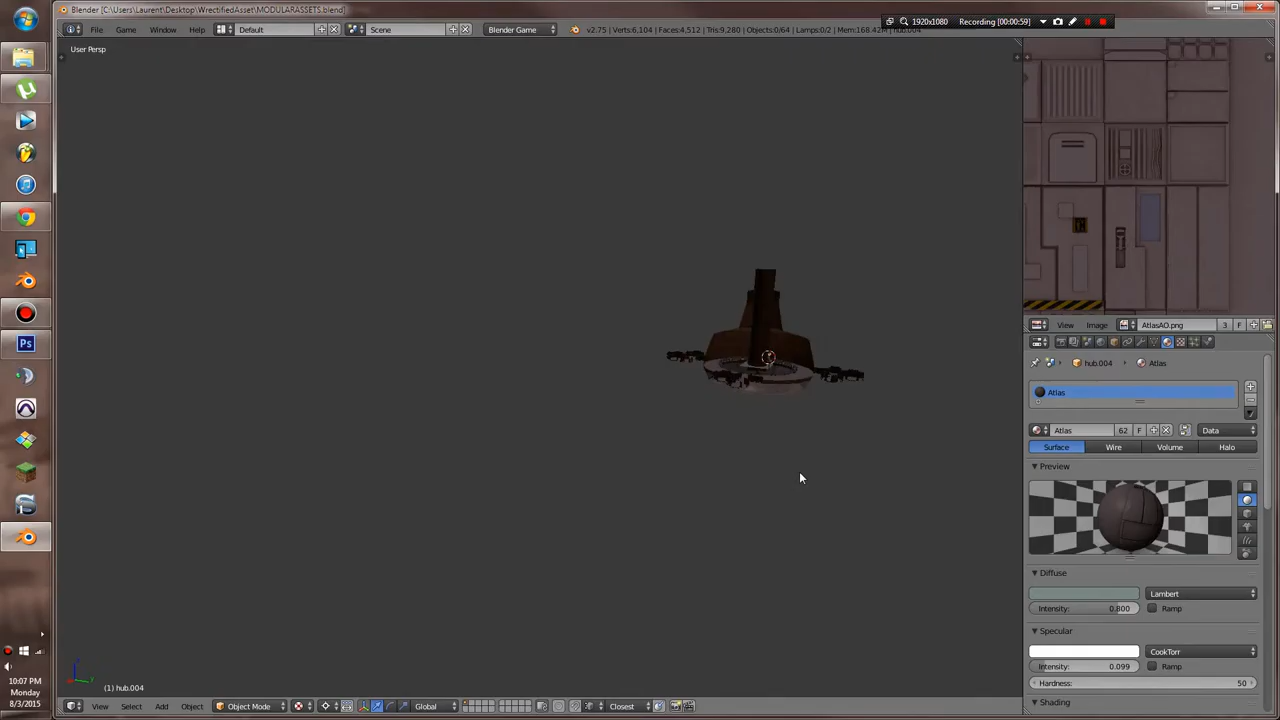 Blender [C:\Users\Laurent\Desktop\WrectifiedAsset\MODULARASSETS.blend]
1920x1080 Recording [00:00:59]
File Game Window Help Default Scene Blender Game v2.75 | Verts:6,104 | Faces:4,512 | Tris:9,280 | Objects:0/64 | Lamps:0/2 | Mem:168.42M | hub.004
User Persp
View Image AtlasAO.png 3 F
hub.004 Atlas
Atlas
Atlas 62 F Data
Surface Wire Volume Halo
Preview
Diffuse
Lambert
Intensity: 0.800 Ramp
Specular
CookTorr
Intensity: 0.099 Ramp
Hardness: 50
Shading
(1) hub.004
View Select Add Object Object Mode Global Closest
Ps
10:07 PM
Monday
8/3/2015